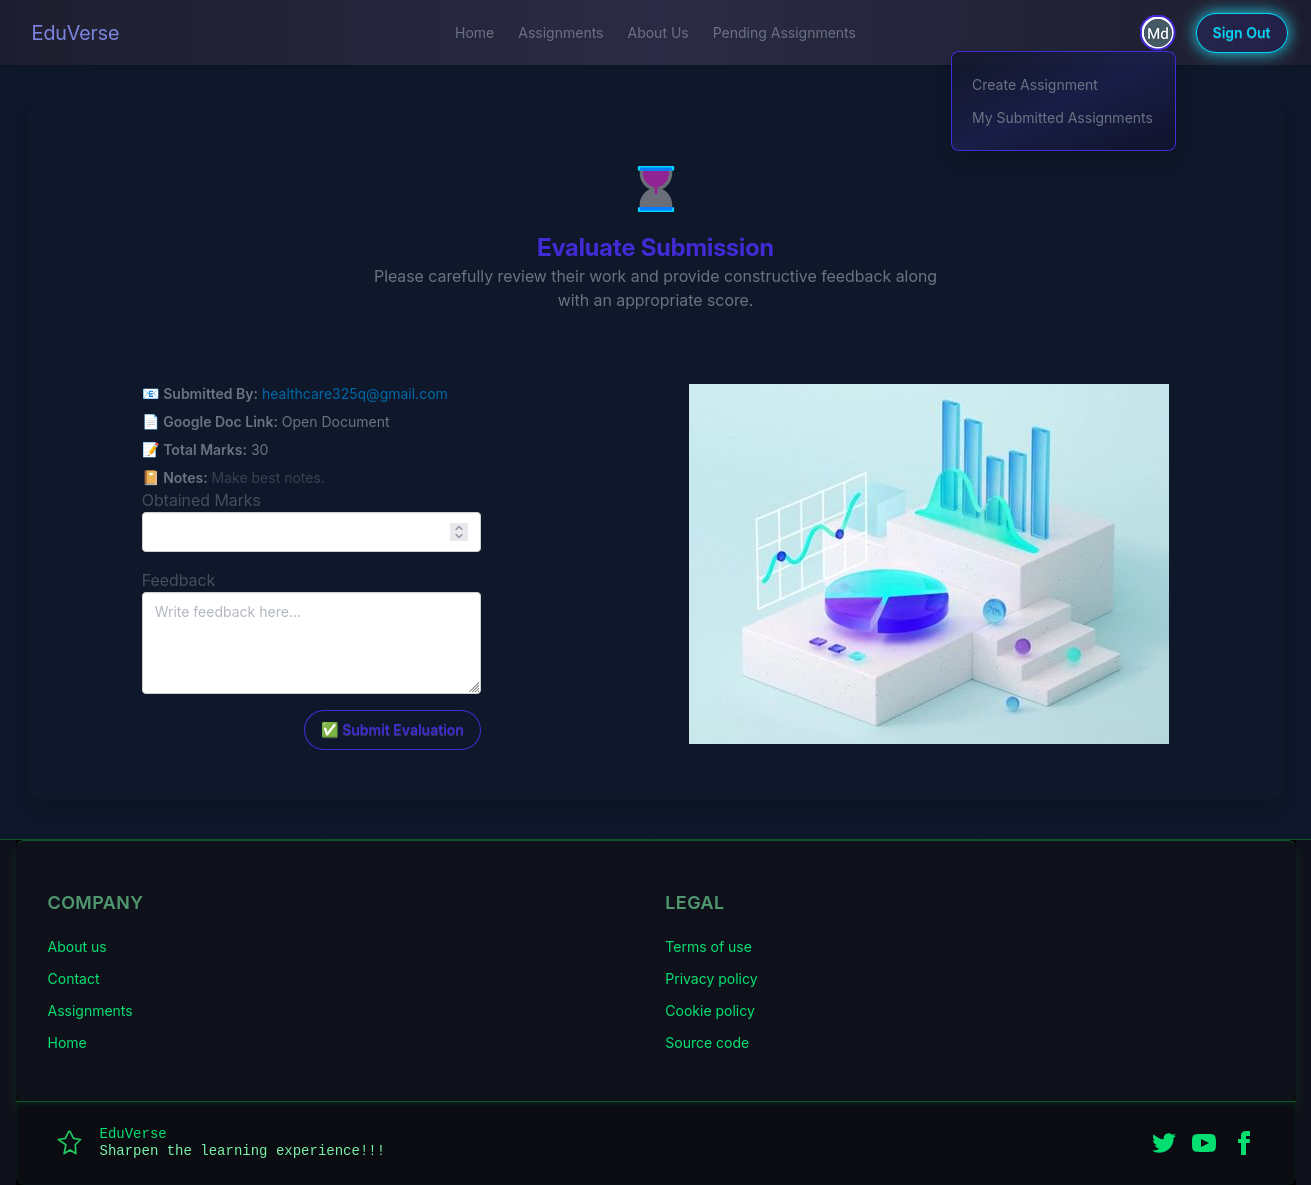 EduVerse
Home
Assignments
About Us
Pending Assignments
Md
Sign Out
Create Assignment
My Submitted Assignments
Evaluate Submission
Please carefully review their work and provide constructive feedback along
with an appropriate score.
📧 Submitted By: healthcare325q@gmail.com
📄 Google Doc Link: Open Document
📝 Total Marks: 30
📔 Notes: Make best notes.
Obtained Marks
Feedback
Write feedback here...
✅ Submit Evaluation
COMPANY
About us
Contact
Assignments
Home
LEGAL
Terms of use
Privacy policy
Cookie policy
Source code
EduVerse
Sharpen the learning experience!!!